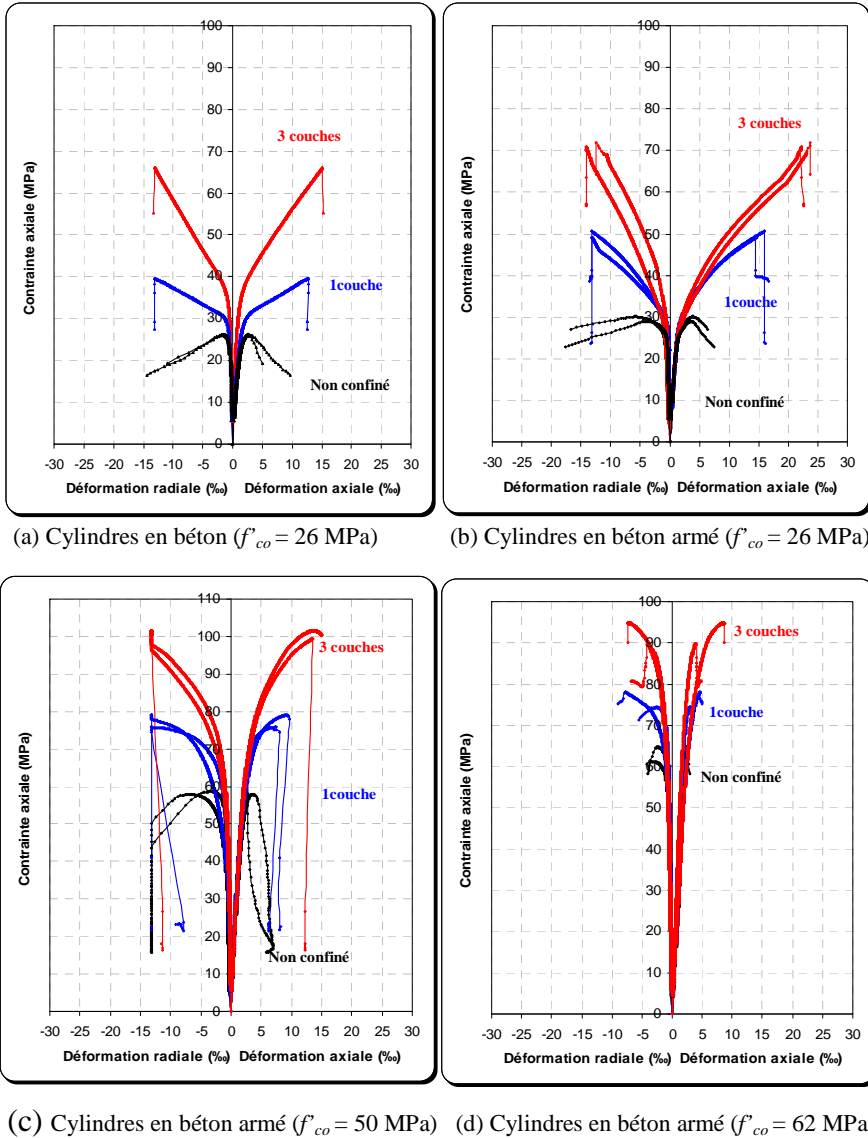 100
90
80
70
60
50
40
30
20
10
0
-30 -25 -20 -15 -10 -5 0 5 10 15 20 25 30
Contrainte axiale (MPa)
Déformation radiale (‰) Déformation axiale (‰)
3 couches
1couche
Non confiné
(a) Cylindres en béton (f'co = 26 MPa)
100
90
80
70
60
50
40
30
20
10
0
-30 -25 -20 -15 -10 -5 0 5 10 15 20 25 30
Contrainte axiale (MPa)
Déformation radiale (‰) Déformation axiale (‰)
3 couches
1couche
Non confiné
(b) Cylindres en béton armé (f'co = 26 MPa)
110
100
90
80
70
60
50
40
30
20
10
0
-30 -25 -20 -15 -10 -5 0 5 10 15 20 25 30
Contrainte axiale (MPa)
Déformation radiale (‰) Déformation axiale (‰)
3 couches
1couche
Non confiné
(c) Cylindres en béton armé (f'co = 50 MPa)
100
90
80
70
60
50
40
30
20
10
0
-30 -25 -20 -15 -10 -5 0 5 10 15 20 25 30
Contrainte axiale (MPa)
Déformation radiale (‰) Déformation axiale (‰)
3 couches
1couche
Non confiné
(d) Cylindres en béton armé (f'co = 62 MPa